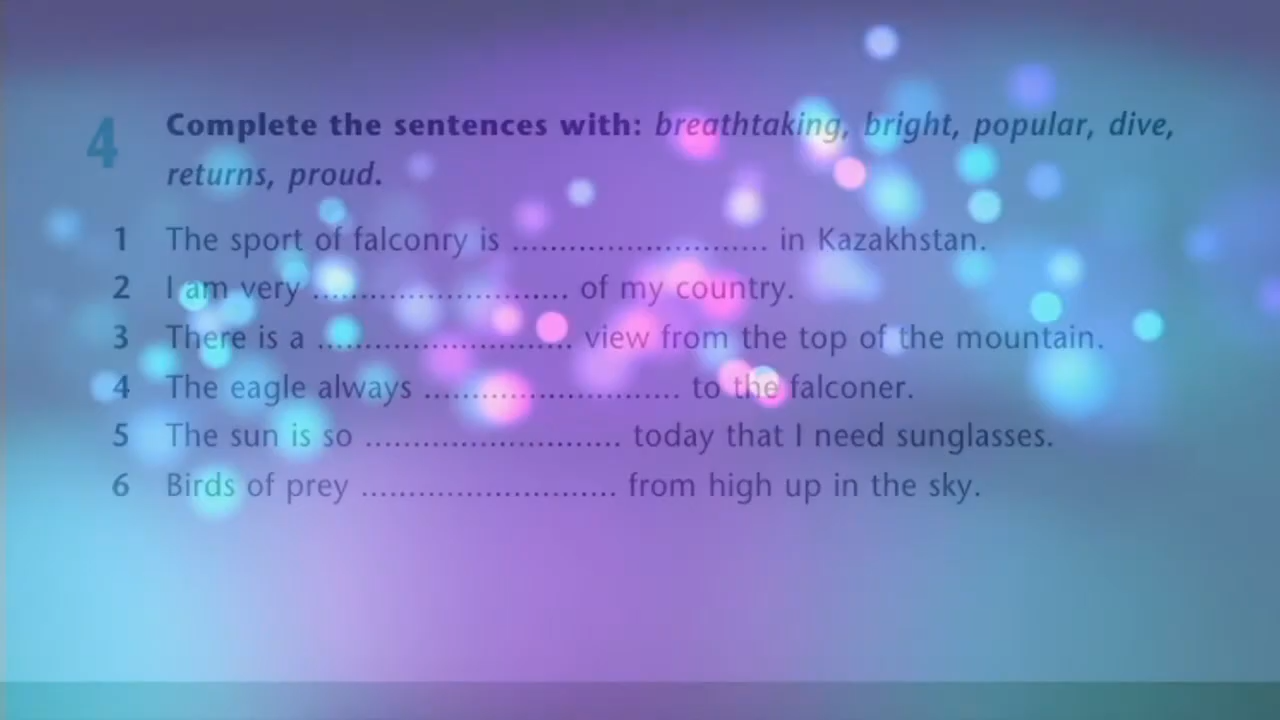 4 Complete the sentences with: breathtaking, bright, popular, dive,
returns, proud.
1 The sport of falconry is ........................... in Kazakhstan.
2 I am very ........................... of my country.
3 There is a ........................... view from the top of the mountain.
4 The eagle always ........................... to the falconer.
5 The sun is so ........................... today that I need sunglasses.
6 Birds of prey ........................... from high up in the sky.